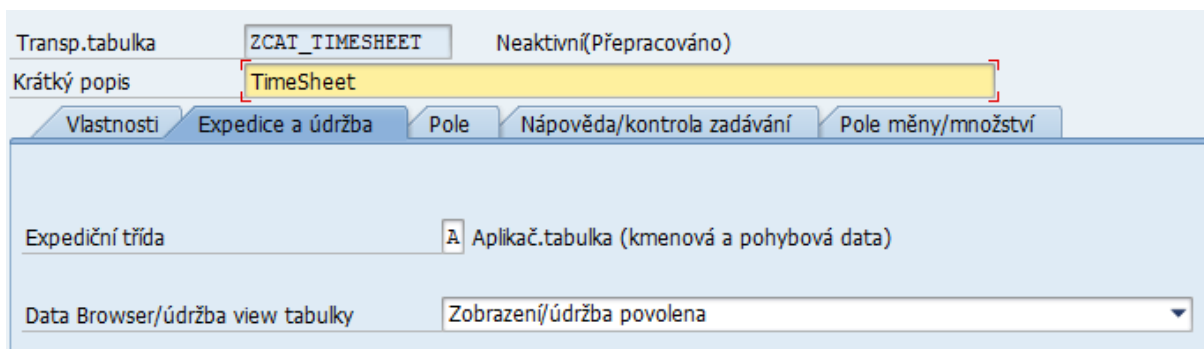 Transp.tabulka ZCAT_TIMESHEET Neaktivní(Přepracováno)
Krátký popis TimeSheet
Vlastnosti Expedice a údržba Pole Nápověda/kontrola zadávání Pole měny/množství
Expediční třída A Aplikač.tabulka (kmenová a pohybová data)
Data Browser/údržba view tabulky Zobrazení/údržba povolena